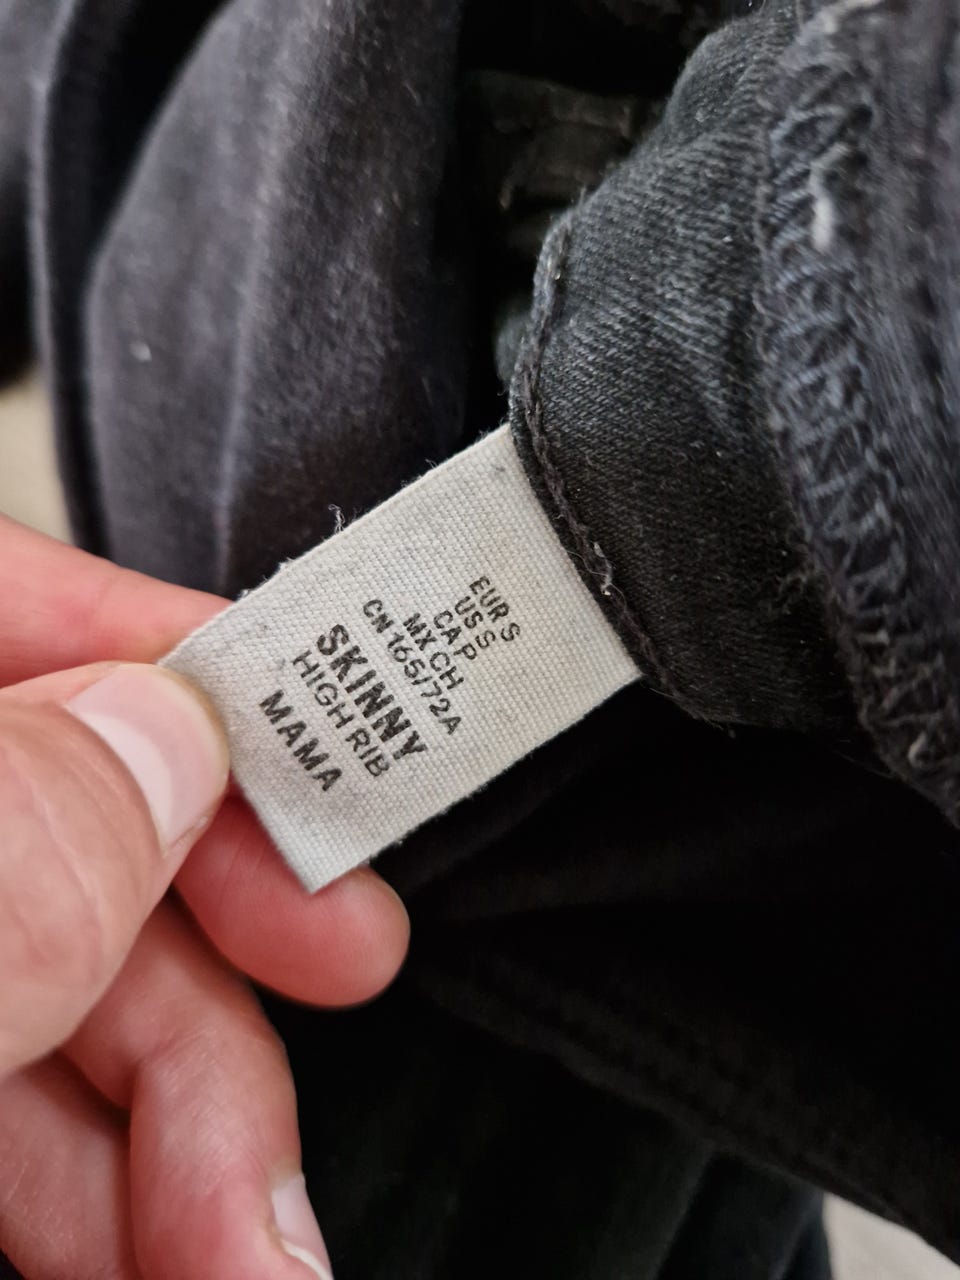 EUR S
US S
CA P
MX CH
CN 165/72A
SKINNY
HIGH RIB
MAMA